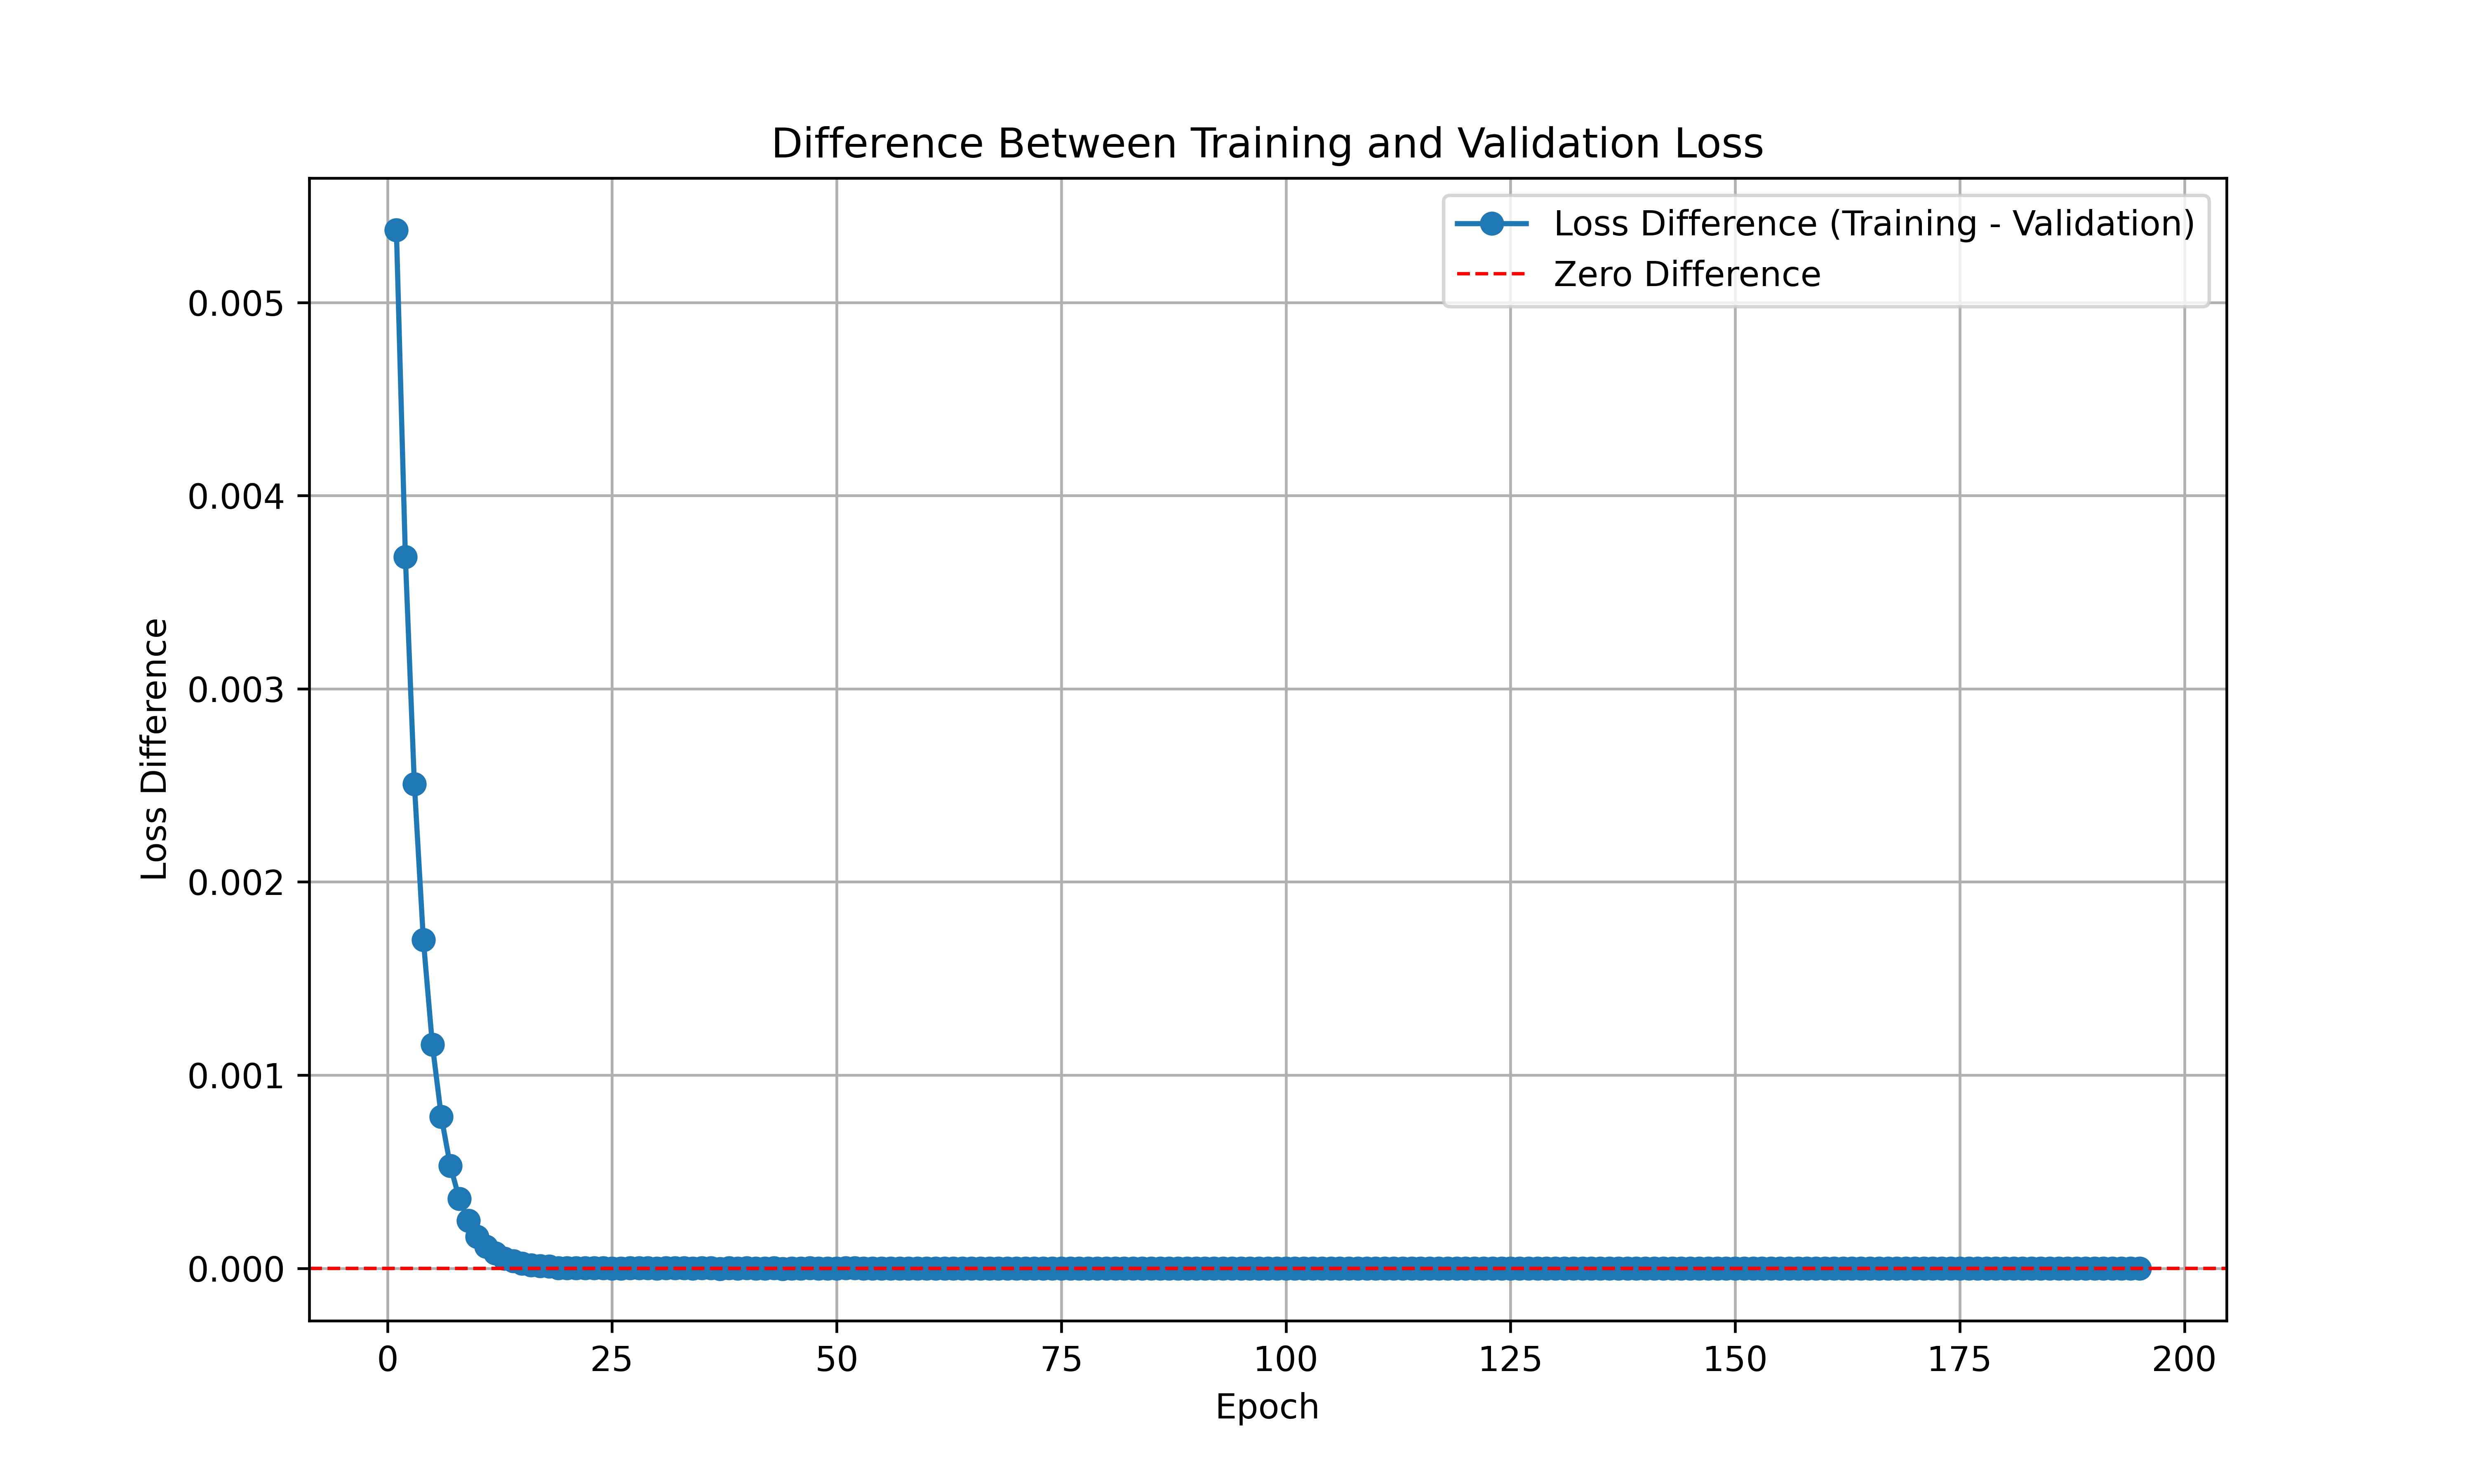 Difference Between Training and Validation Loss
Loss Difference (Training - Validation)
Zero Difference
0.005
0.004
0.003
0.002
0.001
0.000
Loss Difference
0 25 50 75 100 125 150 175 200
Epoch